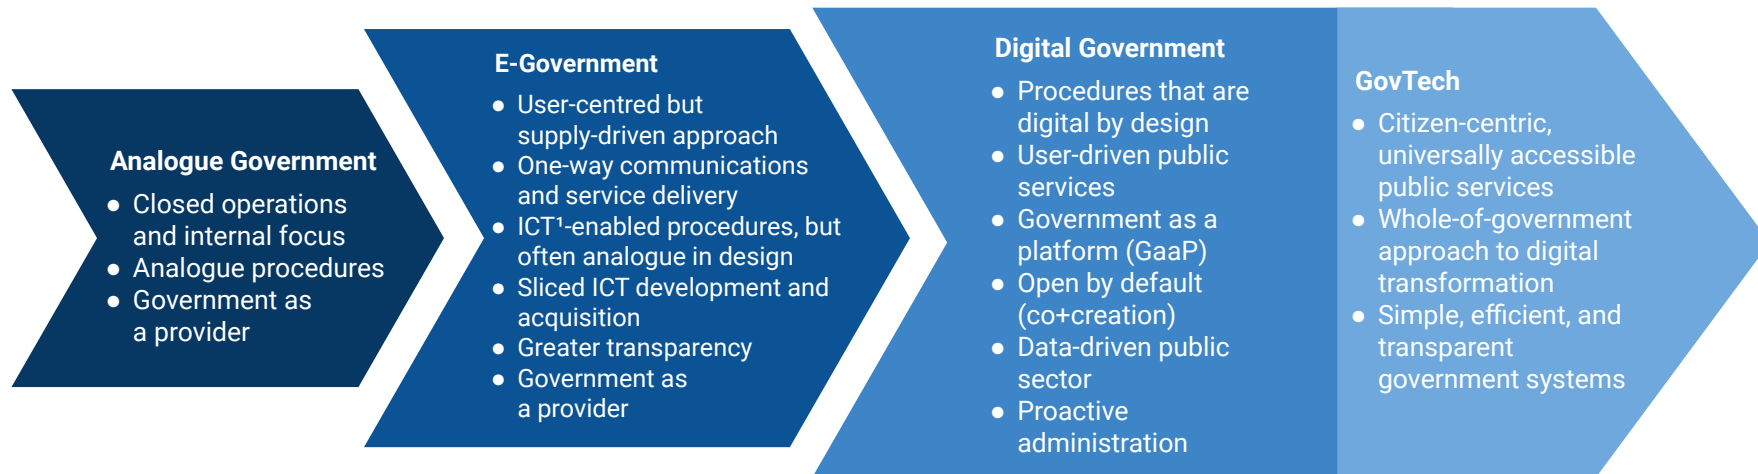 Analogue Government
● Closed operations
and internal focus
● Analogue procedures
● Government as
a provider
E-Government
● User-centred but
supply-driven approach
● One-way communications
and service delivery
● ICT¹-enabled procedures, but
often analogue in design
● Sliced ICT development and
acquisition
● Greater transparency
● Government as
a provider
Digital Government
● Procedures that are
digital by design
● User-driven public
services
● Government as a
platform (GaaP)
● Open by default
(co+creation)
● Data-driven public
sector
● Proactive
administration
GovTech
● Citizen-centric,
universally accessible
public services
● Whole-of-government
approach to digital
transformation
● Simple, efficient, and
transparent
government systems